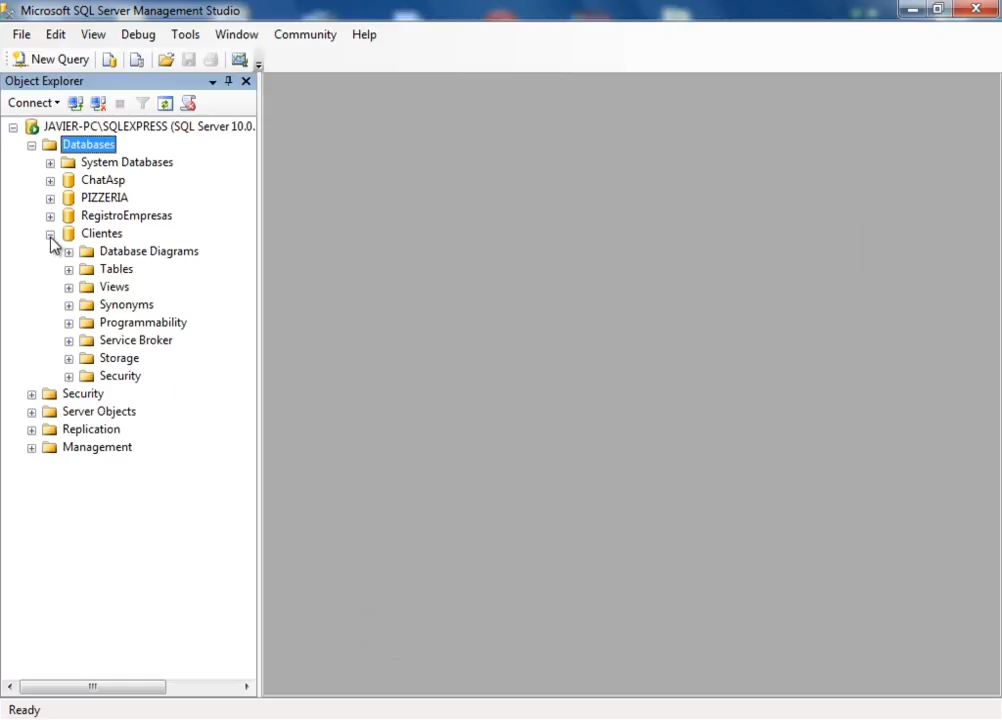 Microsoft SQL Server Management Studio
File Edit View Debug Tools Window Community Help
New Query
Object Explorer
Connect
JAVIER-PC\SQLEXPRESS (SQL Server 10.0.
Databases
System Databases
ChatAsp
PIZZERIA
RegistroEmpresas
Clientes
Database Diagrams
Tables
Views
Synonyms
Programmability
Service Broker
Storage
Security
Security
Server Objects
Replication
Management
Ready